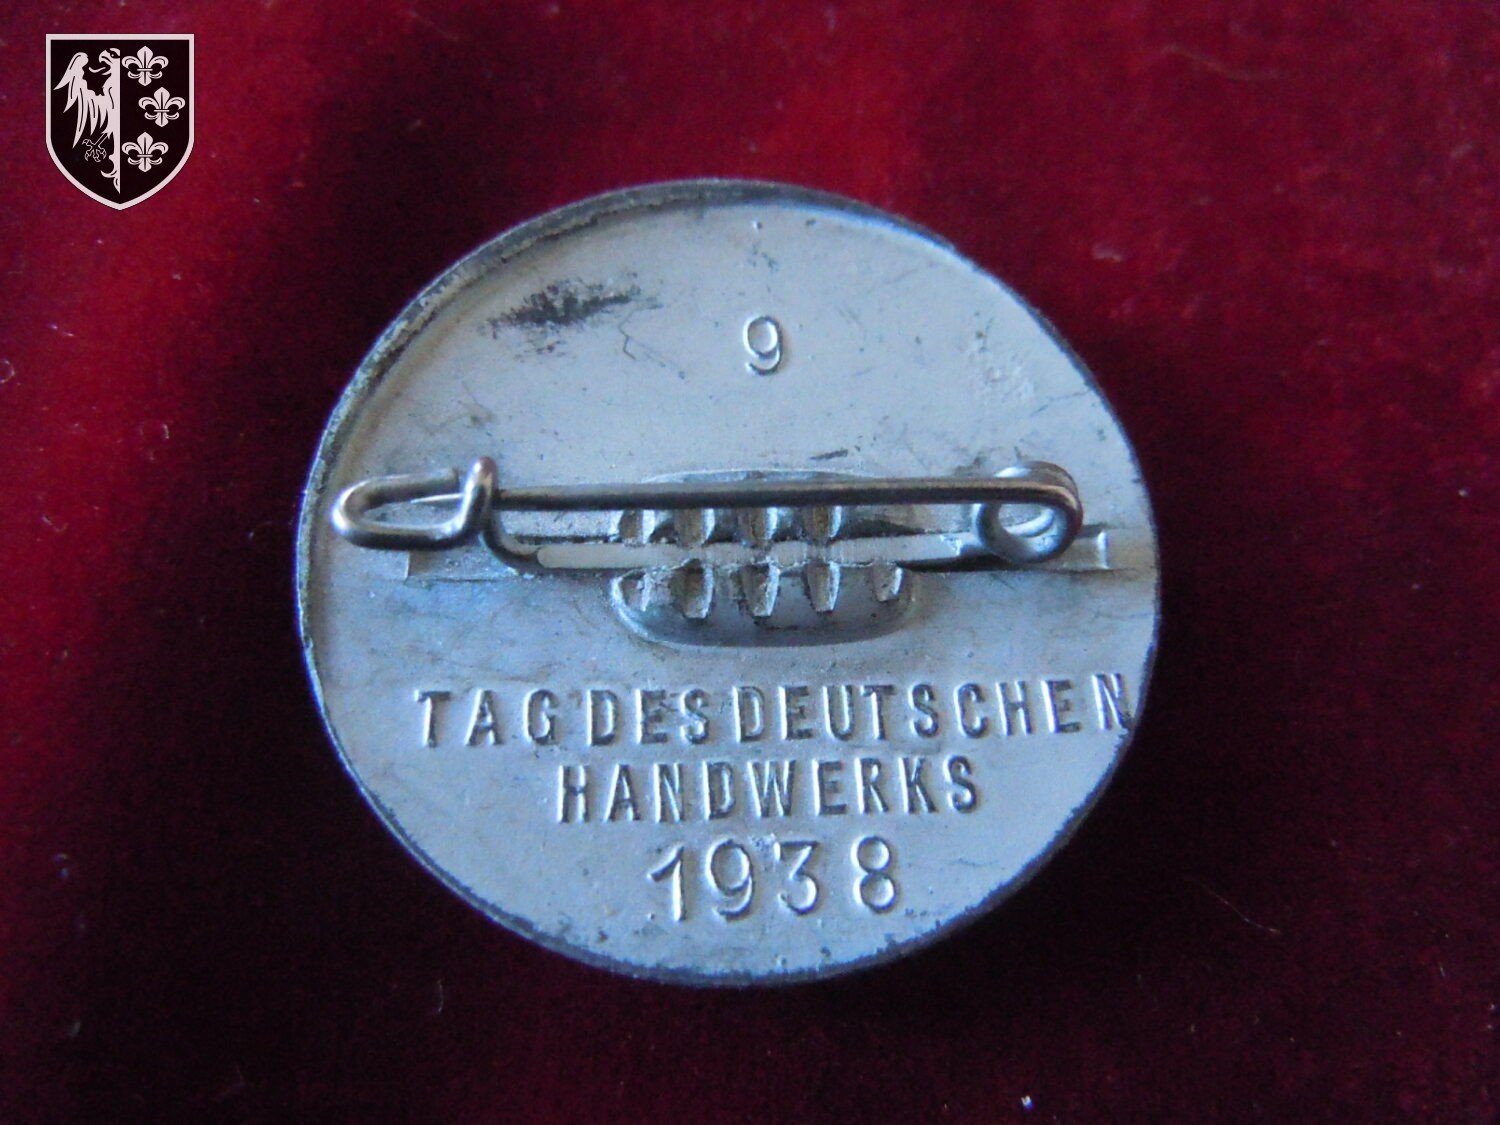 9
TAG DES DEUTSCHEN
HANDWERKS
1938